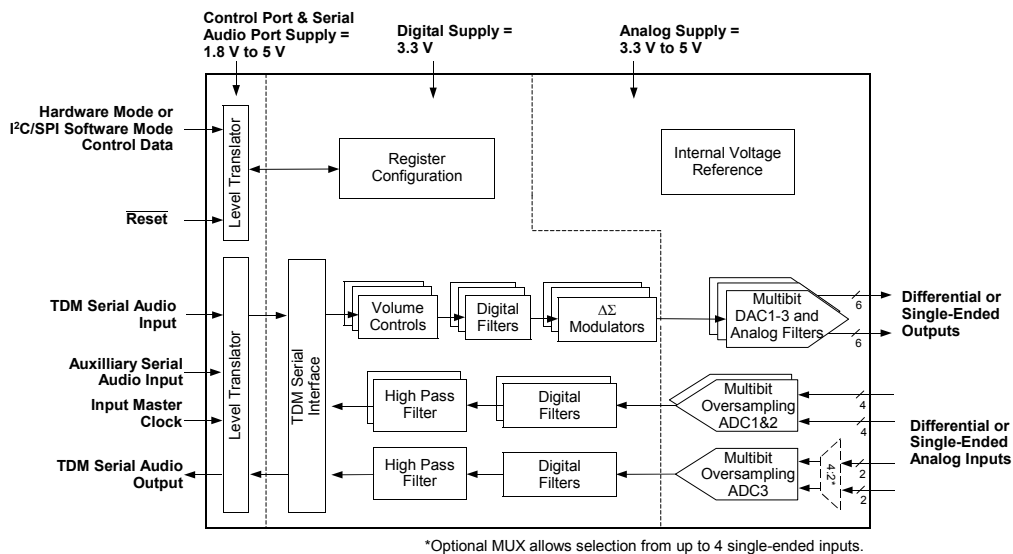 Control Port & Serial
Audio Port Supply =
1.8 V to 5 V
Digital Supply =
3.3 V
Analog Supply =
3.3 V to 5 V
Hardware Mode or
I²C/SPI Software Mode
Control Data
Reset
Level Translator
Register
Configuration
Internal Voltage
Reference
TDM Serial Audio
Input
Auxilliary Serial
Audio Input
Input Master
Clock
TDM Serial Audio
Output
Level Translator
TDM Serial
Interface
Volume
Controls
Digital
Filters
ΔΣ
Modulators
Multibit
DAC1-3 and
Analog Filters
6
6
Differential or
Single-Ended
Outputs
High Pass
Filter
Digital
Filters
Multibit
Oversampling
ADC1&2
4
4
Differential or
Single-Ended
Analog Inputs
High Pass
Filter
Digital
Filters
Multibit
Oversampling
ADC3
4:2*
2
2
*Optional MUX allows selection from up to 4 single-ended inputs.